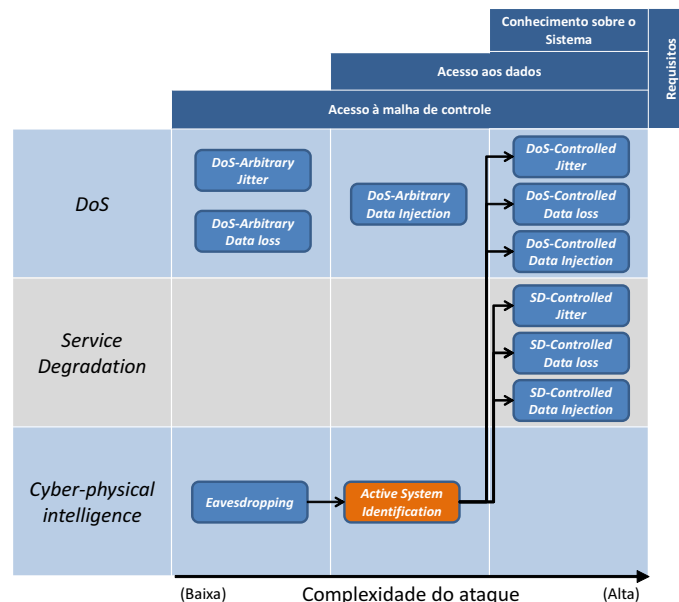 Conhecimento sobre o
Sistema
Requisitos
Acesso aos dados
Acesso à malha de controle
DoS
DoS-Arbitrary
Jitter
DoS-Arbitrary
Data loss
DoS-Arbitrary
Data Injection
DoS-Controlled
Jitter
DoS-Controlled
Data loss
DoS-Controlled
Data Injection
Service
Degradation
SD-Controlled
Jitter
SD-Controlled
Data loss
SD-Controlled
Data Injection
Cyber-physical
intelligence
Eavesdropping
Active System
Identification
(Baixa)
Complexidade do ataque
(Alta)